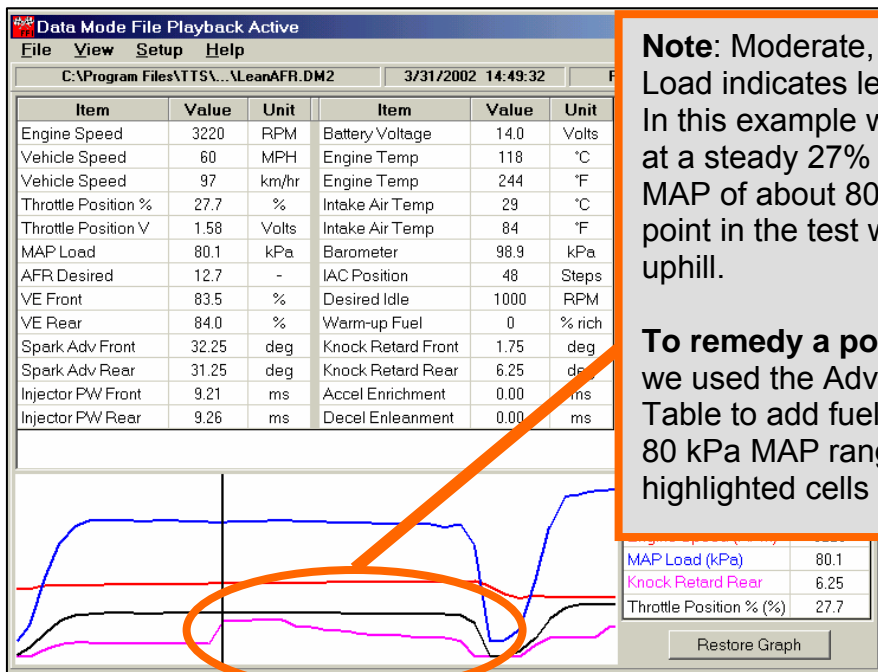 Data Mode File Playback Active
File View Setup Help
C:\Program Files\TTS\...\LeanAFR.DM2 3/31/2002 14:49:32
Item Value Unit Item Value Unit
Engine Speed 3220 RPM Battery Voltage 14.0 Volts
Vehicle Speed 60 MPH Engine Temp 118 °C
Vehicle Speed 97 km/hr Engine Temp 244 °F
Throttle Position % 27.7 % Intake Air Temp 29 °C
Throttle Position V 1.58 Volts Intake Air Temp 84 °F
MAP Load 80.1 kPa Barometer 98.9 kPa
AFR Desired 12.7 - IAC Position 48 Steps
VE Front 83.5 % Desired Idle 1000 RPM
VE Rear 84.0 % Warm-up Fuel 0 % rich
Spark Adv Front 32.25 deg Knock Retard Front 1.75 deg
Spark Adv Rear 31.25 deg Knock Retard Rear 6.25 deg
Injector PW Front 9.21 ms Accel Enrichment 0.00 ms
Injector PW Rear 9.26 ms Decel Enleanment 0.00 ms
Note: Moderate,
Load indicates le
In this example w
at a steady 27%
MAP of about 80
point in the test w
uphill.
To remedy a po
we used the Adv
Table to add fuel
80 kPa MAP rang
highlighted cells
MAP Load (kPa) 80.1
Knock Retard Rear 6.25
Throttle Position % (%) 27.7
Restore Graph